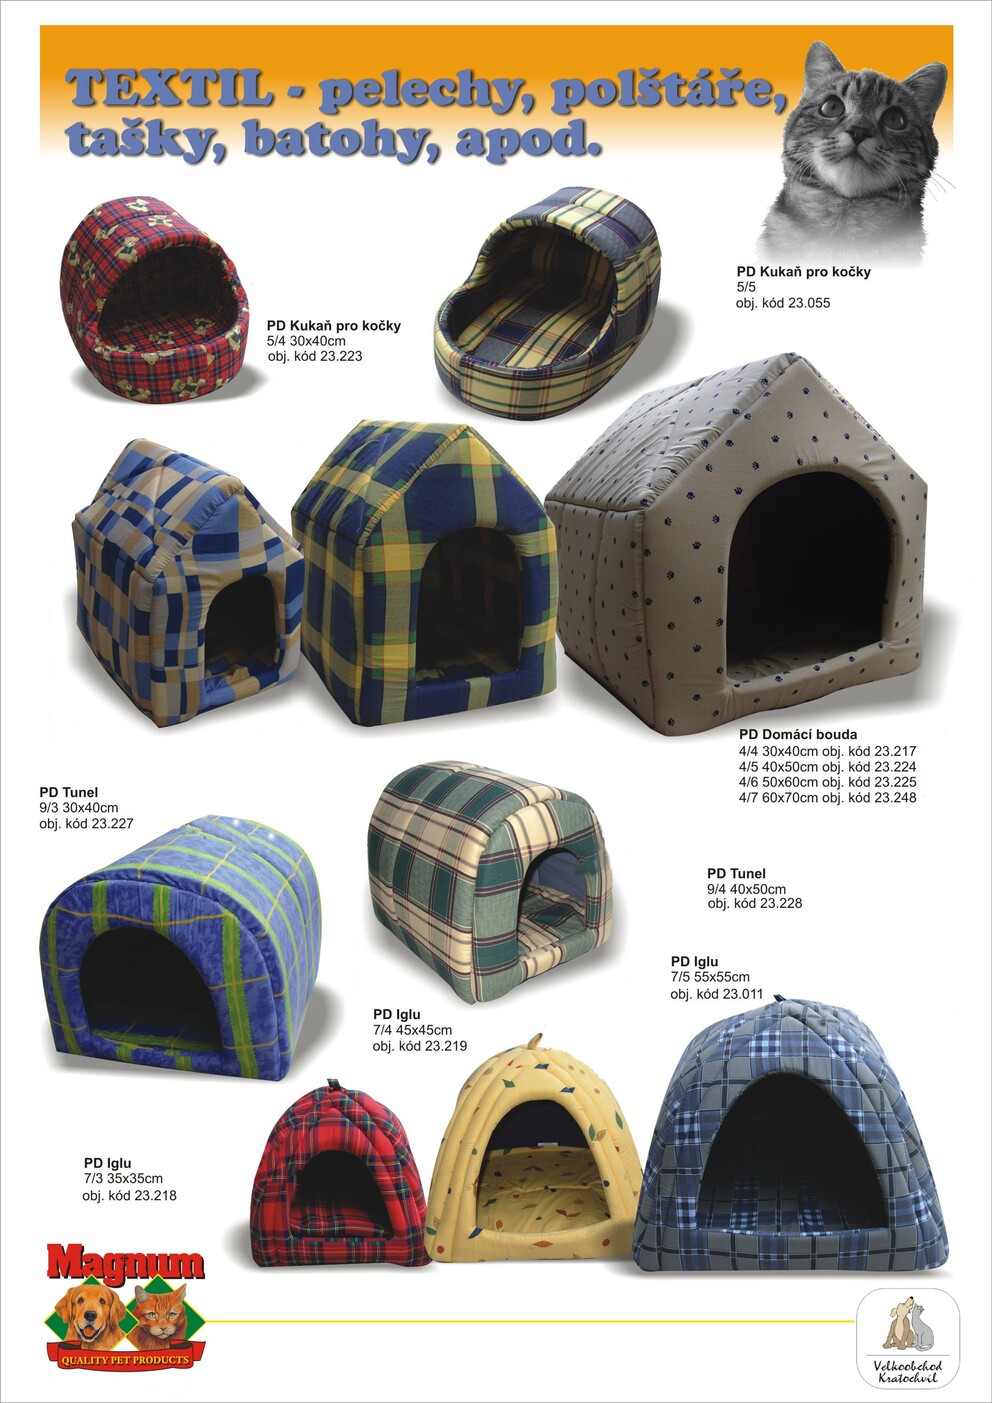 TEXTIL - pelechy, polštáře,
tašky, batohy, apod.
PD Kukaň pro kočky
5/5
obj. kód 23.055
PD Kukaň pro kočky
5/4 30x40cm
obj. kód 23.223
PD Domácí bouda
4/4 30x40cm obj. kód 23.217
4/5 40x50cm obj. kód 23.224
4/6 50x60cm obj. kód 23.225
4/7 60x70cm obj. kód 23.248
PD Tunel
9/3 30x40cm
obj. kód 23.227
PD Tunel
9/4 40x50cm
obj. kód 23.228
PD Iglu
7/5 55x55cm
obj. kód 23.011
PD Iglu
7/4 45x45cm
obj. kód 23.219
PD Iglu
7/3 35x35cm
obj. kód 23.218
Magnum
QUALITY PET PRODUCTS
Velkoobchod
Kratochvíl